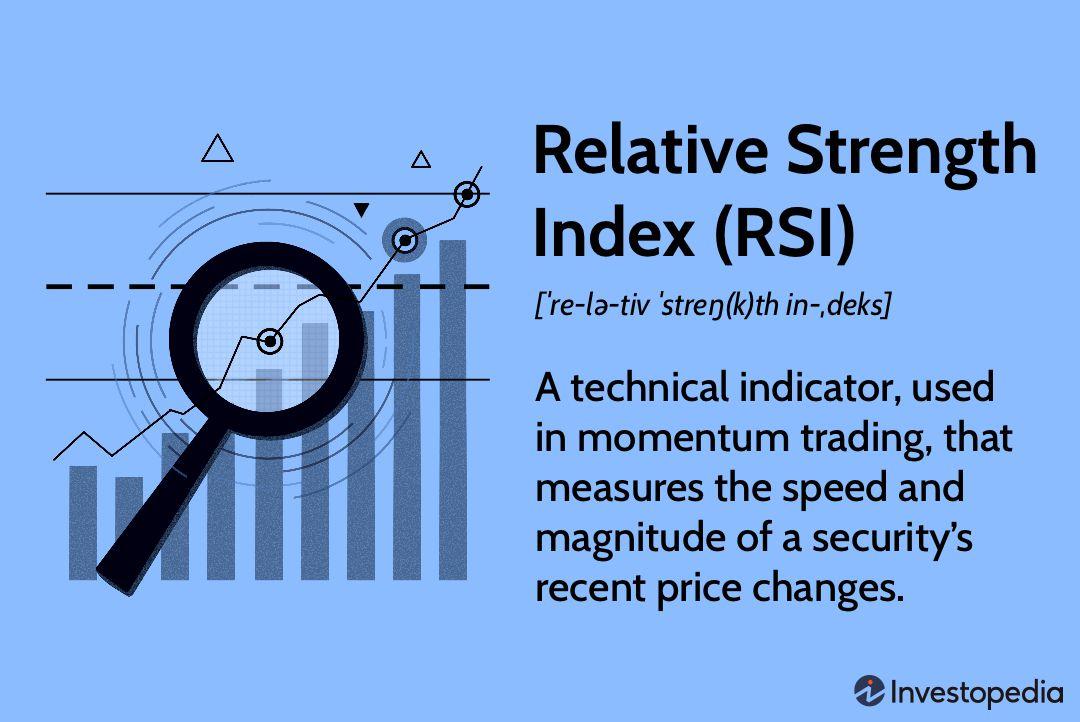 Relative Strength
Index (RSI)
[ˈre-lə-tiv ˈstreŋ(k)th in-ˌdeks]
A technical indicator, used
in momentum trading, that
measures the speed and
magnitude of a security’s
recent price changes.
Investopedia